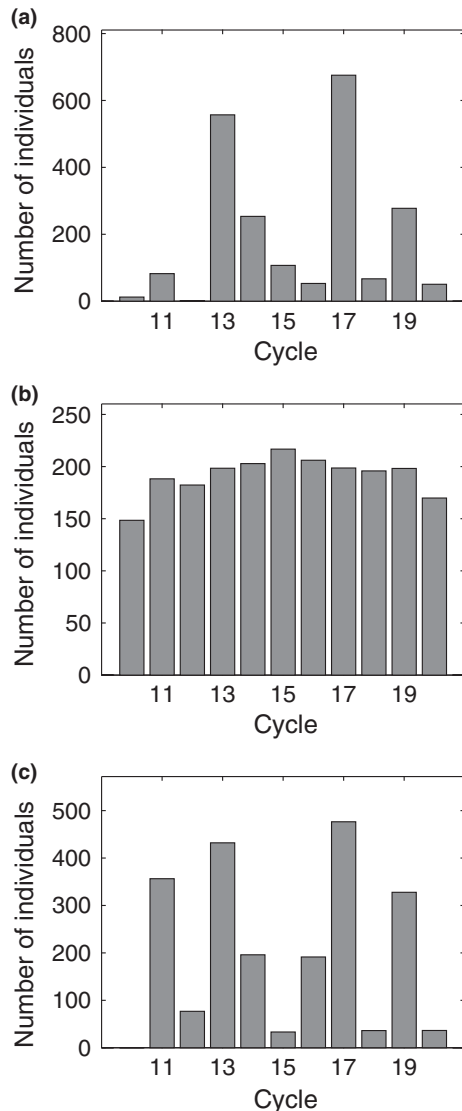 (a)
800
600
400
200
0
Number of individuals
11 13 15 17 19
Cycle
(b)
250
200
150
100
50
0
Number of individuals
11 13 15 17 19
Cycle
(c)
500
400
300
200
100
0
Number of individuals
11 13 15 17 19
Cycle